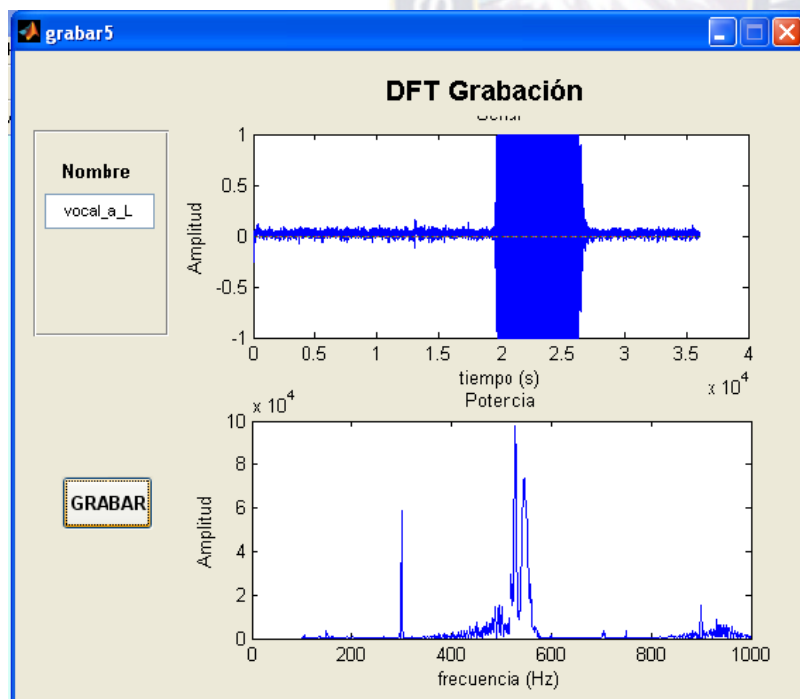 grabar5
DFT Grabación
Nombre
vocal_a_L
GRABAR
Amplitud
1
0.5
0
-0.5
-1
0 0.5 1 1.5 2 2.5 3 3.5 4
tiempo (s)
x 10^4
Potercia
x 10^4
Amplitud
10
8
6
4
2
0
0 200 400 600 800 1000
frecuencia (Hz)